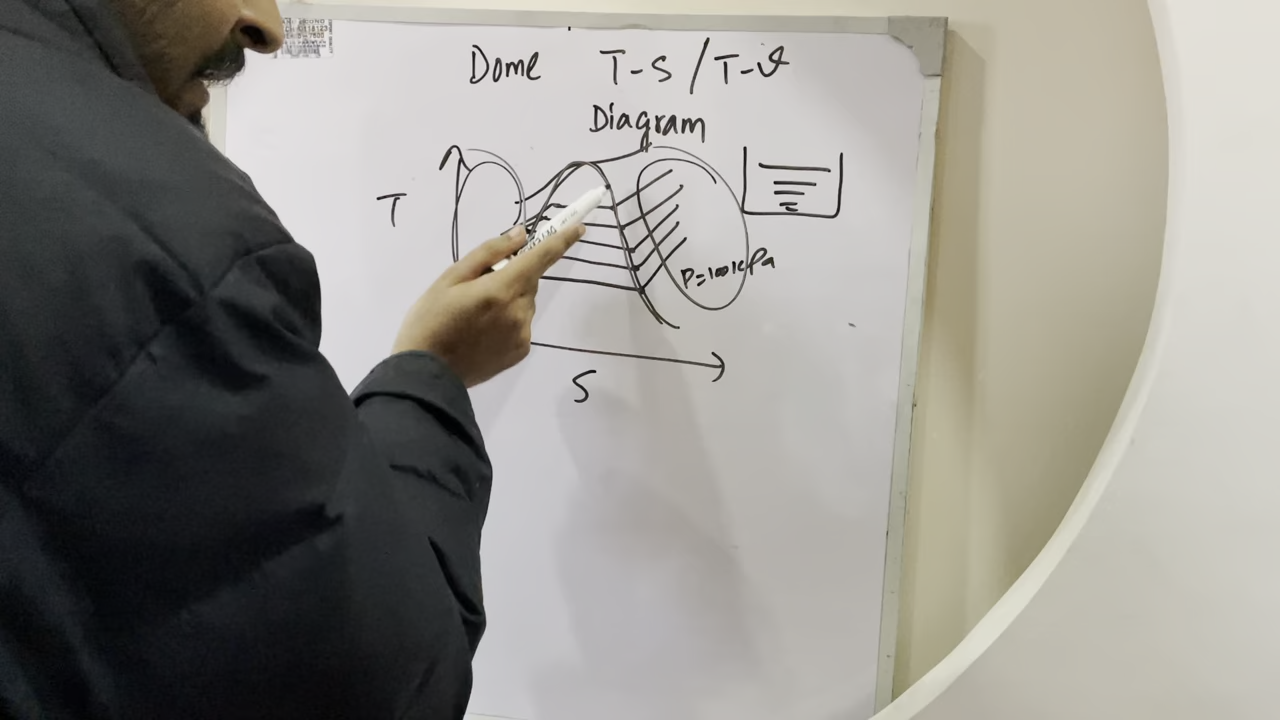 Dome T-S/T-v
Diagram
T
P=100kPa
S